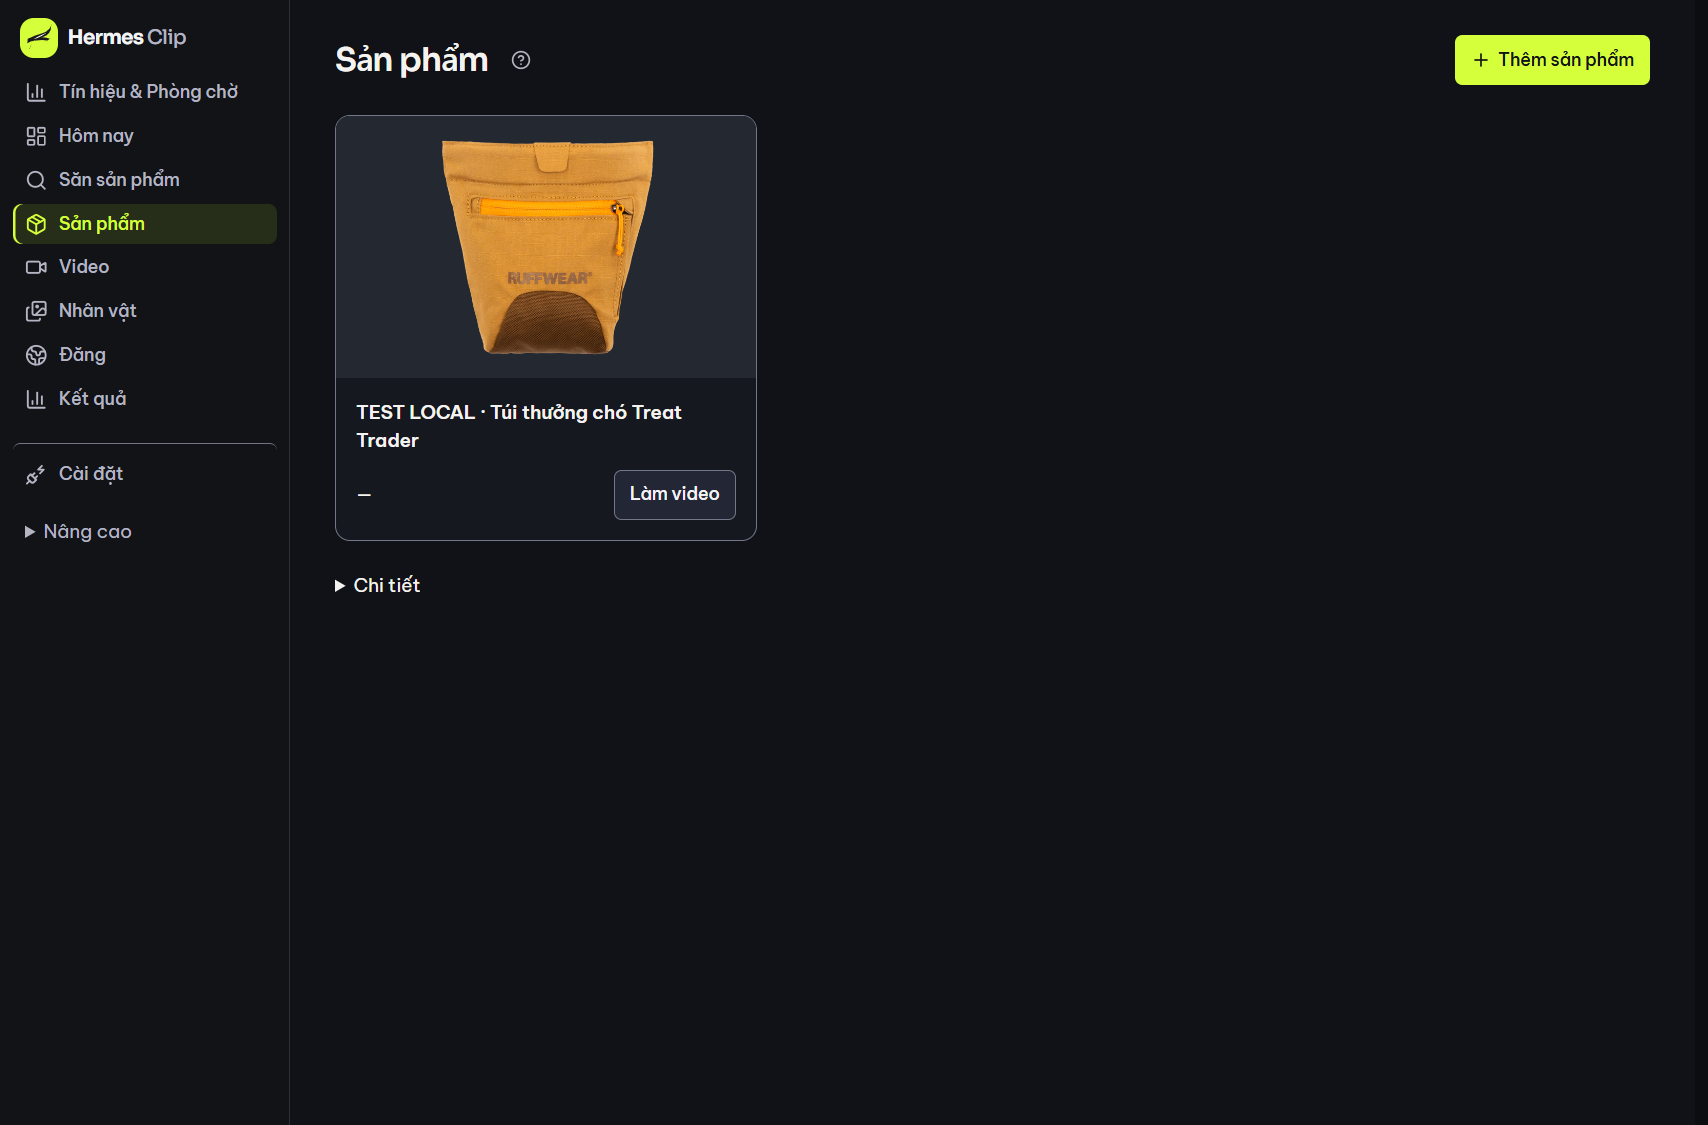 Hermes Clip
Tín hiệu & Phòng chờ
Hôm nay
Săn sản phẩm
Sản phẩm
Video
Nhân vật
Đăng
Kết quả
Cài đặt
Nâng cao
Sản phẩm
Thêm sản phẩm
RUFFWEAR®
TEST LOCAL · Túi thưởng chó Treat
Trader
—
Làm video
Chi tiết